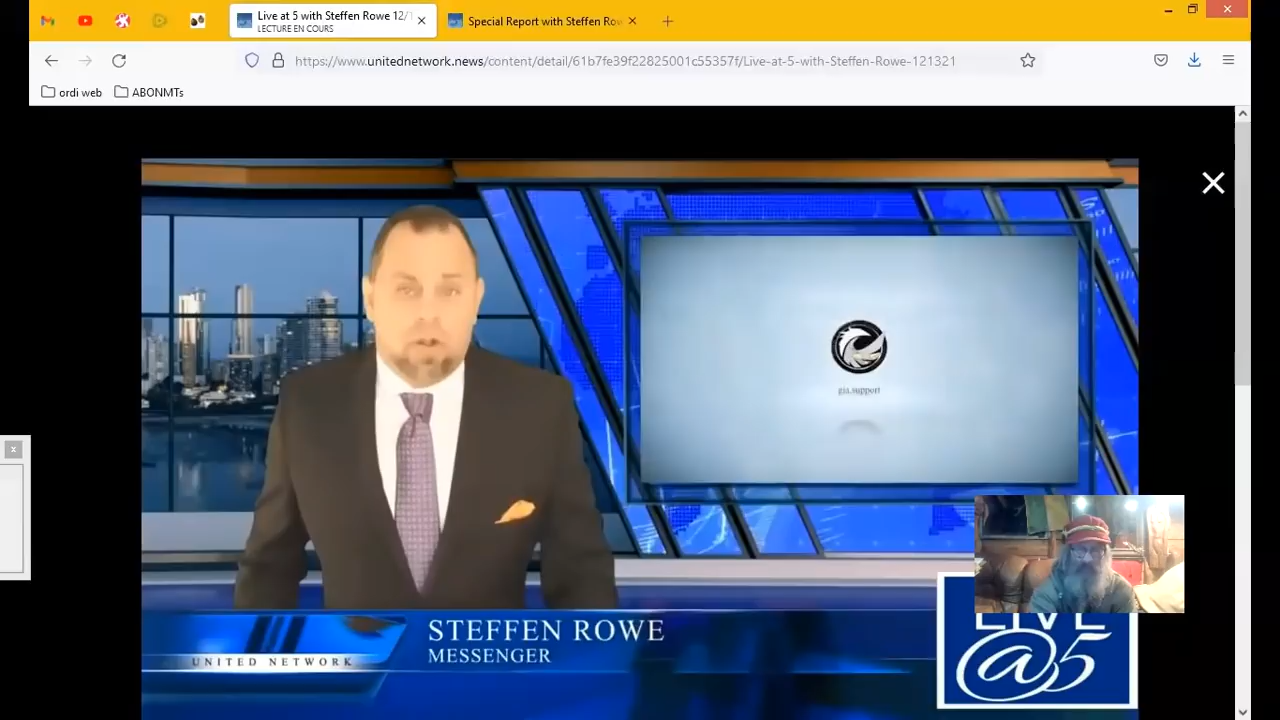 Live at 5 with Steffen Rowe 12/1
LECTURE EN COURS
Special Report with Steffen Row
https://www.unitednetwork.news/content/detail/61b7fe39f22825001c55357f/Live-at-5-with-Steffen-Rowe-121321
ordi web
ABONMTs
gia.support
STEFFEN ROWE
MESSENGER
UNITED NETWORK
LIVE
@5